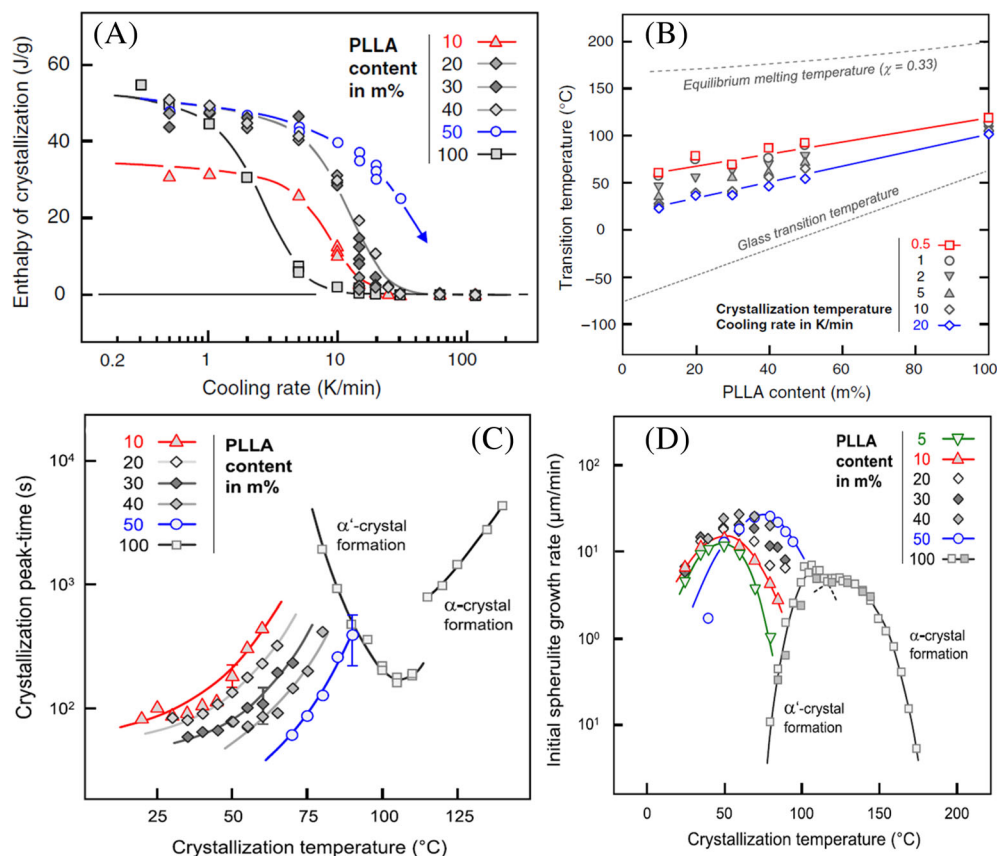 (A)
Enthalpy of crystallization (J/g)
60
40
20
0
PLLA
content
in m%
10
20
30
40
50
100
0.2
1
10
100
Cooling rate (K/min)
(B)
Transition temperature (°C)
200
150
100
50
0
−50
−100
Equilibrium melting temperature (χ = 0.33)
Glass transition temperature
Crystallization temperature
Cooling rate in K/min
0.5
1
2
5
10
20
0
20
40
60
80
100
PLLA content (m%)
(C)
Crystallization peak-time (s)
10⁴
10³
10²
10
20
30
40
50
100
PLLA
content
in m%
α‘-crystal
formation
α-crystal
formation
25
50
75
100
125
Crystallization temperature (°C)
(D)
Initial spherulite growth rate (µm/min)
10²
10¹
10⁰
10¹
PLLA
content
in m%
5
10
20
30
40
50
100
α-crystal
formation
α‘-crystal
formation
0
50
100
150
200
Crystallization temperature (°C)